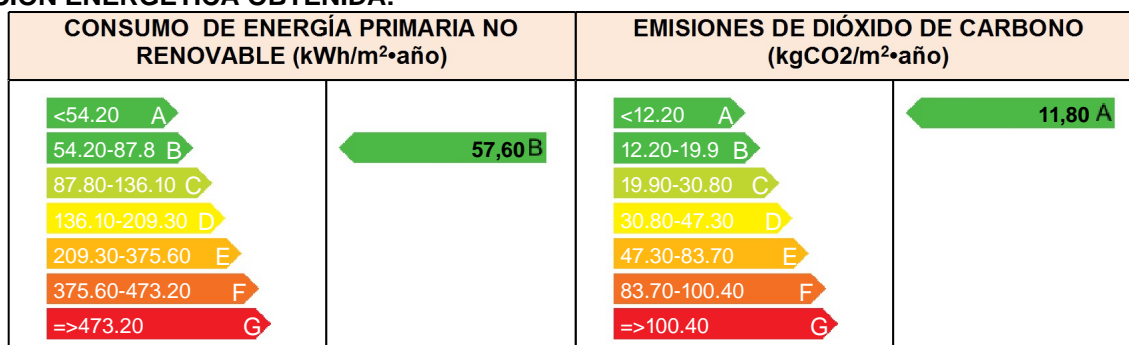 SIÓN ENERGÉTICA OBTENIDA:
CONSUMO DE ENERGÍA PRIMARIA NO
RENOVABLE (kWh/m²•año)
<54.20 A
54.20-87.8 B
87.80-136.10 C
136.10-209.30 D
209.30-375.60 E
375.60-473.20 F
=>473.20 G
57,60 B
EMISIONES DE DIÓXIDO DE CARBONO
(kgCO2/m²•año)
<12.20 A
12.20-19.9 B
19.90-30.80 C
30.80-47.30 D
47.30-83.70 E
83.70-100.40 F
=>100.40 G
11,80 A